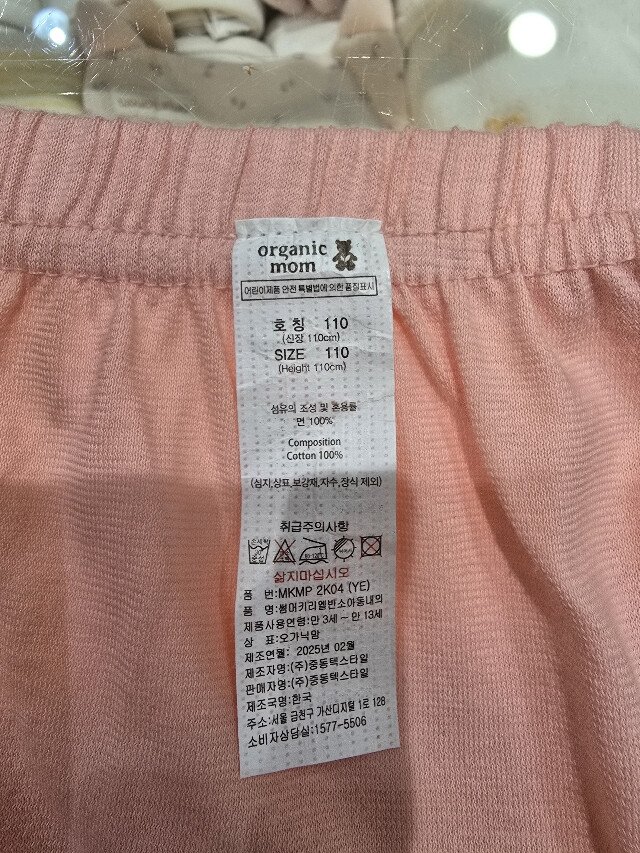 organic
mom
어린이제품 안전 특별법에 의한 품질표시
호 칭 110
(신장 110cm)
SIZE 110
(Height 110cm)
섬유의 조성 및 혼용률
면 100%
Composition
Cotton 100%
(심지,상표,보강재,자수,장식 제외)
취급주의사항
손세탁
삶지마십시오
품 번:MKMP 2K04 (YE)
품 명:썸머키리엘반소아동내의
제품사용연령:만 3세 ~ 만 13세
상 표:오가닉맘
제조연월: 2025년 02월
제조자명:(주)중동텍스타일
판매자명:(주)중동텍스타일
제조국명:한국
주소:서울 금천구 가산디지털 1로 128
소비자상담실:1577-5506